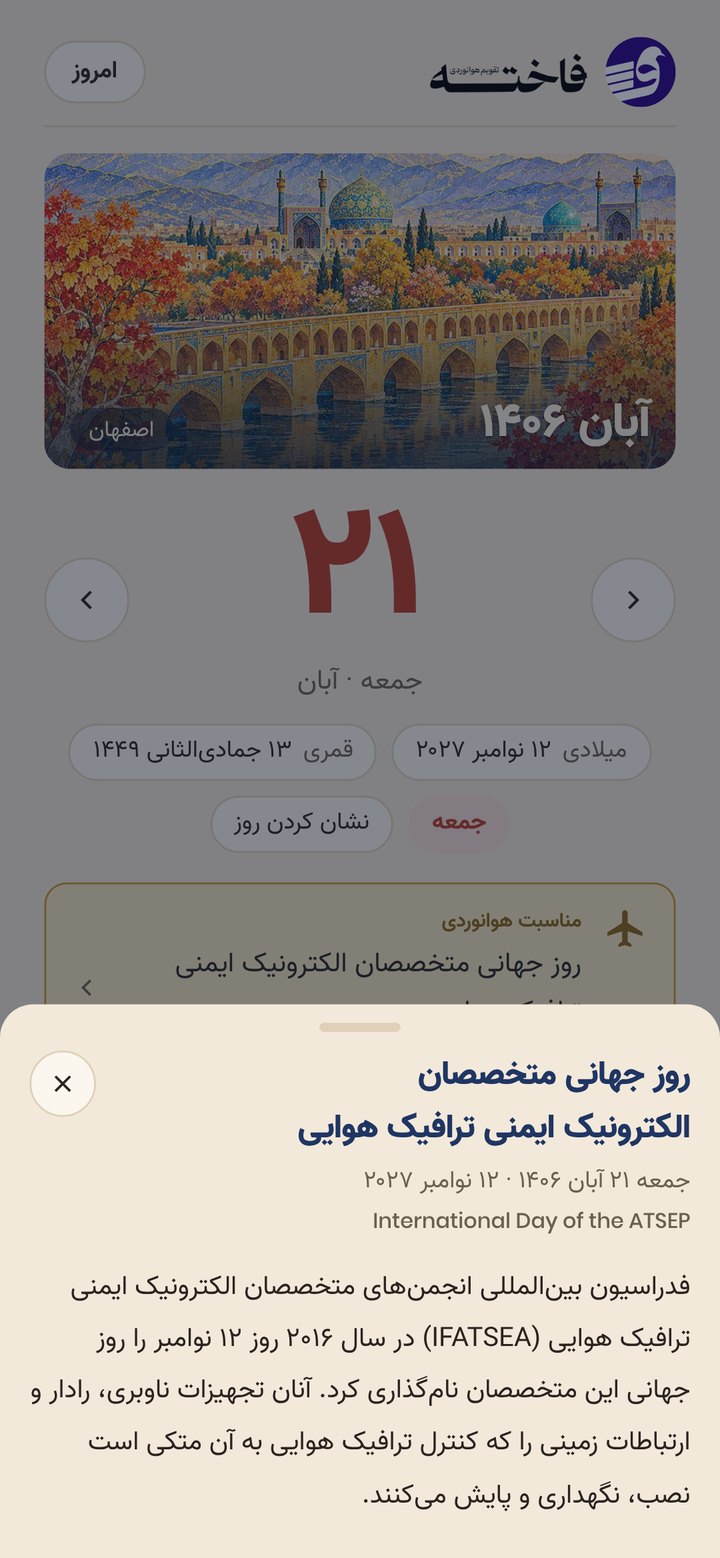 فاختـــه
تقویم هوانوردی
امروز
آبان ۱۴۰۶
اصفهان
۲۱
جمعه · آبان
میلادی ۱۲ نوامبر ۲۰۲۷
قمری ۱۳ جمادی‌الثانی ۱۴۴۹
جمعه
نشان کردن روز
مناسبت هوانوردی
روز جهانی متخصصان الکترونیک ایمنی
روز جهانی متخصصان
الکترونیک ایمنی ترافیک هوایی
جمعه ۲۱ آبان ۱۴۰۶ · ۱۲ نوامبر ۲۰۲۷
International Day of the ATSEP
فدراسیون بین‌المللی انجمن‌های متخصصان الکترونیک ایمنی
ترافیک هوایی (IFATSEA) در سال ۲۰۱۶ روز ۱۲ نوامبر را روز
جهانی این متخصصان نام‌گذاری کرد. آنان تجهیزات ناوبری، رادار و
ارتباطات زمینی را که کنترل ترافیک هوایی به آن متکی است
نصب، نگهداری و پایش می‌کنند.